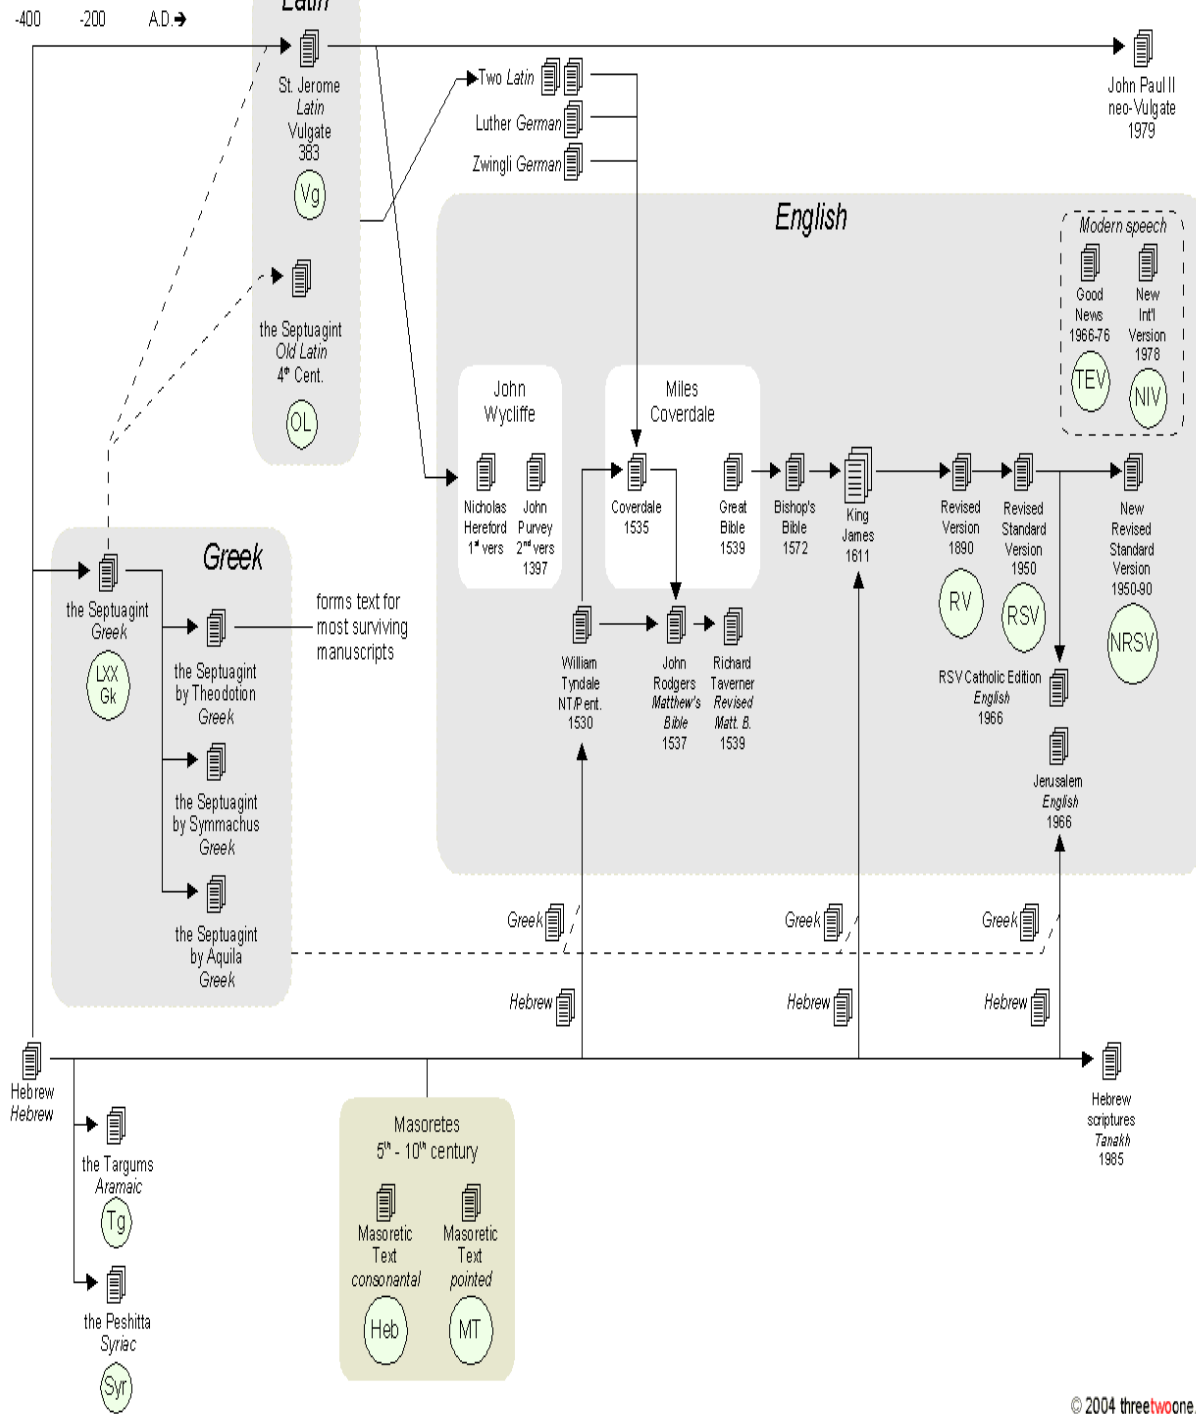 Latin
-400
-200
A.D.
St. Jerome
Latin
Vulgate
383
Vg
the Septuagint
Old Latin
4th Cent.
OL
Two Latin
Luther German
Zwingli German
John Paul II
neo-Vulgate
1979
English
Modern speech
Good
News
1966-76
TEV
New
Int'l
Version
1978
NIV
John
Wycliffe
Nicholas
Hereford
1st vers
John
Purvey
2nd vers
1397
Miles
Coverdale
Coverdale
1535
Great
Bible
1539
Bishop's
Bible
1572
King
James
1611
Revised
Version
1890
RV
Revised
Standard
Version
1950
RSV
New
Revised
Standard
Version
1950-90
NRSV
William
Tyndale
NT/Pent.
1530
John
Rodgers
Matthew's
Bible
1537
Richard
Taverner
Revised
Matt. B.
1539
RSV Catholic Edition
English
1966
Jerusalem
English
1966
Greek
the Septuagint
Greek
LXX
Gk
the Septuagint
by Theodotion
Greek
forms text for
most surviving
manuscripts
the Septuagint
by Symmachus
Greek
the Septuagint
by Aquila
Greek
Greek
Greek
Greek
Hebrew
Hebrew
Hebrew
Hebrew
Hebrew
Hebrew
scriptures
Tanakh
1985
the Targums
Aramaic
Tg
the Peshitta
Syriac
Syr
Masoretes
5th - 10th century
Masoretic
Text
consonantal
Heb
Masoretic
Text
pointed
MT
© 2004 threetwoone.